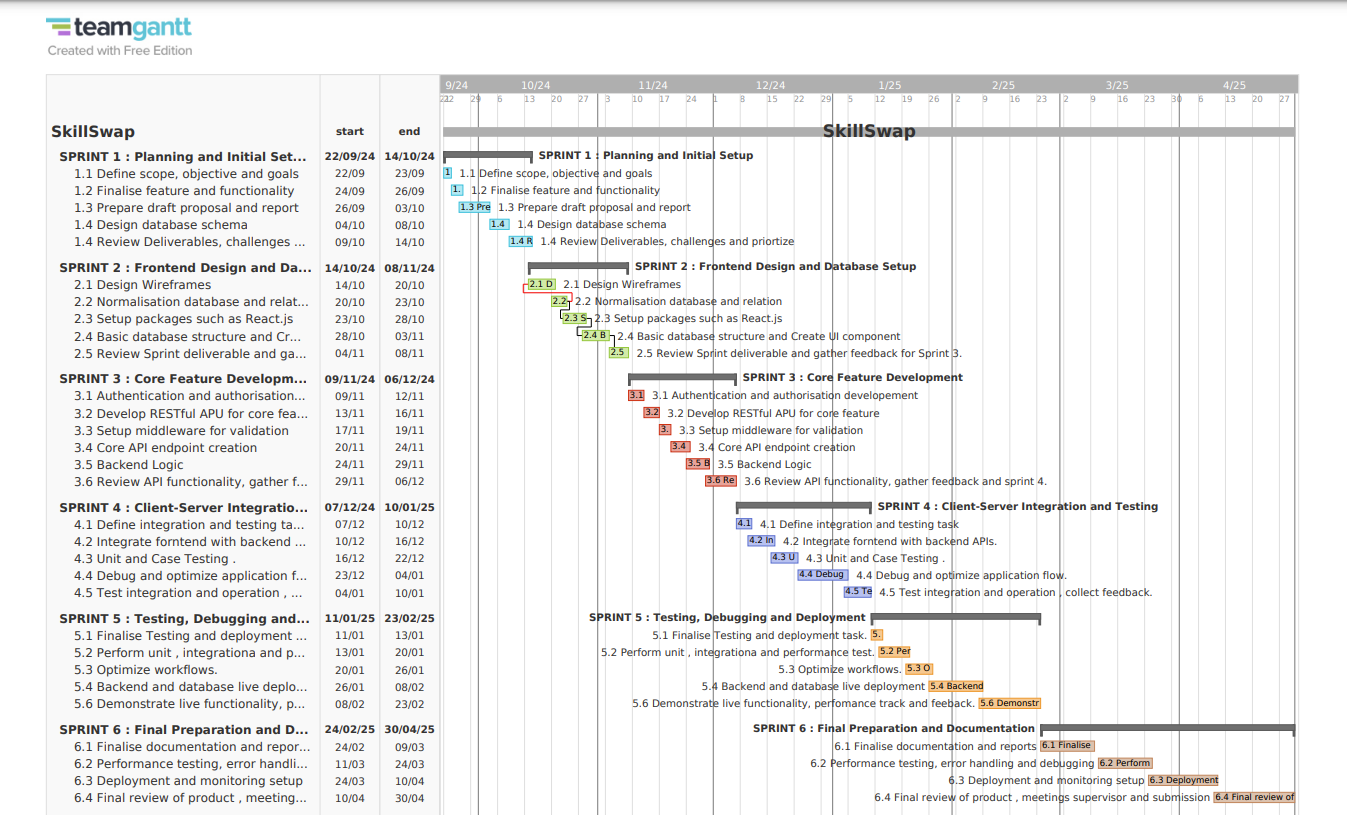 teamgantt
Created with Free Edition
9/24 10/24 11/24 12/24 1/25 2/25 3/25 4/25
22 29 6 13 20 27 3 10 17 24 1 8 15 22 29 5 12 19 26 2 9 16 23 2 9 16 23 30 6 13 20 27
SkillSwap start end SkillSwap
SPRINT 1 : Planning and Initial Set... 22/09/24 14/10/24 SPRINT 1 : Planning and Initial Setup
1.1 Define scope, objective and goals 22/09 23/09 1 1.1 Define scope, objective and goals
1.2 Finalise feature and functionality 24/09 26/09 1. 1.2 Finalise feature and functionality
1.3 Prepare draft proposal and report 26/09 03/10 1.3 Pre 1.3 Prepare draft proposal and report
1.4 Design database schema 04/10 08/10 1.4 1.4 Design database schema
1.4 Review Deliverables, challenges ... 09/10 14/10 1.4 R 1.4 Review Deliverables, challenges and priortize
SPRINT 2 : Frontend Design and Da... 14/10/24 08/11/24 SPRINT 2 : Frontend Design and Database Setup
2.1 Design Wireframes 14/10 20/10 2.1 D 2.1 Design Wireframes
2.2 Normalisation database and relat... 20/10 23/10 2.2 2.2 Normalisation database and relation
2.3 Setup packages such as React.js 23/10 28/10 2.3 S 2.3 Setup packages such as React.js
2.4 Basic database structure and Cr... 28/10 03/11 2.4 B 2.4 Basic database structure and Create UI component
2.5 Review Sprint deliverable and ga... 04/11 08/11 2.5 2.5 Review Sprint deliverable and gather feedback for Sprint 3.
SPRINT 3 : Core Feature Developm... 09/11/24 06/12/24 SPRINT 3 : Core Feature Development
3.1 Authentication and authorisation... 09/11 12/11 3.1 3.1 Authentication and authorisation developement
3.2 Develop RESTful APU for core fea... 13/11 16/11 3.2 3.2 Develop RESTful APU for core feature
3.3 Setup middleware for validation 17/11 19/11 3. 3.3 Setup middleware for validation
3.4 Core API endpoint creation 20/11 24/11 3.4 3.4 Core API endpoint creation
3.5 Backend Logic 24/11 29/11 3.5 B 3.5 Backend Logic
3.6 Review API functionality, gather f... 29/11 06/12 3.6 Re 3.6 Review API functionality, gather feedback and sprint 4.
SPRINT 4 : Client-Server Integratio... 07/12/24 10/01/25 SPRINT 4 : Client-Server Integration and Testing
4.1 Define integration and testing ta... 07/12 10/12 4.1 4.1 Define integration and testing task
4.2 Integrate forntend with backend ... 10/12 16/12 4.2 In 4.2 Integrate forntend with backend APIs.
4.3 Unit and Case Testing . 16/12 22/12 4.3 U 4.3 Unit and Case Testing .
4.4 Debug and optimize application f... 23/12 04/01 4.4 Debug 4.4 Debug and optimize application flow.
4.5 Test integration and operation , ... 04/01 10/01 4.5 Te 4.5 Test integration and operation , collect feedback.
SPRINT 5 : Testing, Debugging and... 11/01/25 23/02/25 SPRINT 5 : Testing, Debugging and Deployment
5.1 Finalise Testing and deployment ... 11/01 13/01 5.1 Finalise Testing and deployment task. 5.
5.2 Perform unit , integrationa and p... 13/01 20/01 5.2 Perform unit , integrationa and performance test. 5.2 Per
5.3 Optimize workflows. 20/01 26/01 5.3 Optimize workflows. 5.3 O
5.4 Backend and database live deplo... 26/01 08/02 5.4 Backend and database live deployment 5.4 Backend
5.6 Demonstrate live functionality, p... 08/02 23/02 5.6 Demonstrate live functionality, perfomance track and feeback. 5.6 Demonstr
SPRINT 6 : Final Preparation and D... 24/02/25 30/04/25 SPRINT 6 : Final Preparation and Documentation
6.1 Finalise documentation and repor... 24/02 09/03 6.1 Finalise documentation and reports 6.1 Finalise
6.2 Performance testing, error handli... 11/03 24/03 6.2 Performance testing, error handling and debugging 6.2 Perform
6.3 Deployment and monitoring setup 24/03 10/04 6.3 Deployment and monitoring setup 6.3 Deployment
6.4 Final review of product , meeting... 10/04 30/04 6.4 Final review of product , meetings supervisor and submission 6.4 Final review of